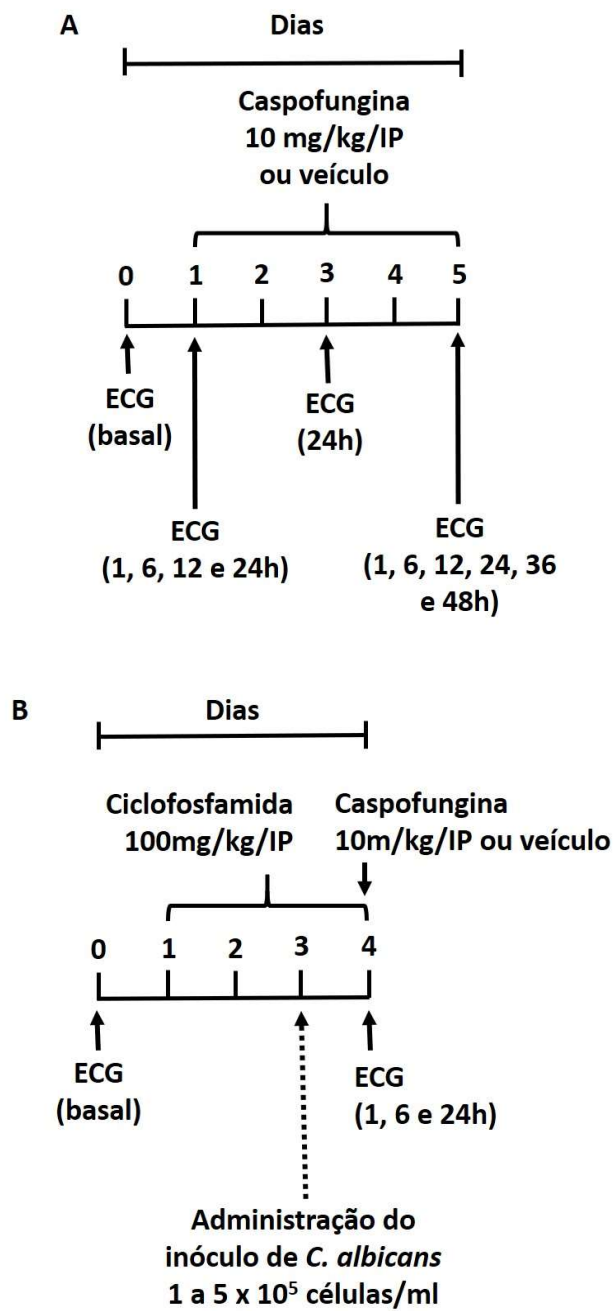 A
Dias
Caspofungina
10 mg/kg/IP
ou veículo
0 1 2 3 4 5
ECG
(basal)
ECG
(24h)
ECG
(1, 6, 12 e 24h)
ECG
(1, 6, 12, 24, 36
e 48h)
B
Dias
Ciclofosfamida
100mg/kg/IP
Caspofungina
10m/kg/IP ou veículo
0 1 2 3 4
ECG
(basal)
ECG
(1, 6 e 24h)
Administração do
inóculo de C. albicans
1 a 5 x 10⁵ células/ml